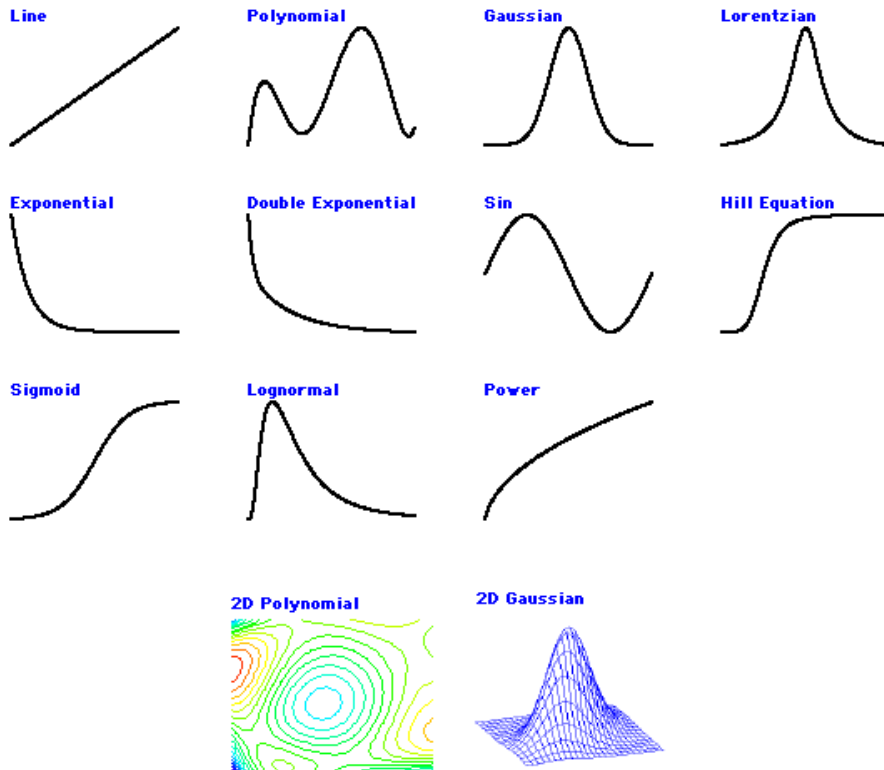 Line
Polynomial
Gaussian
Lorentzian
Exponential
Double Exponential
Sin
Hill Equation
Sigmoid
Lognormal
Power
2D Polynomial
2D Gaussian